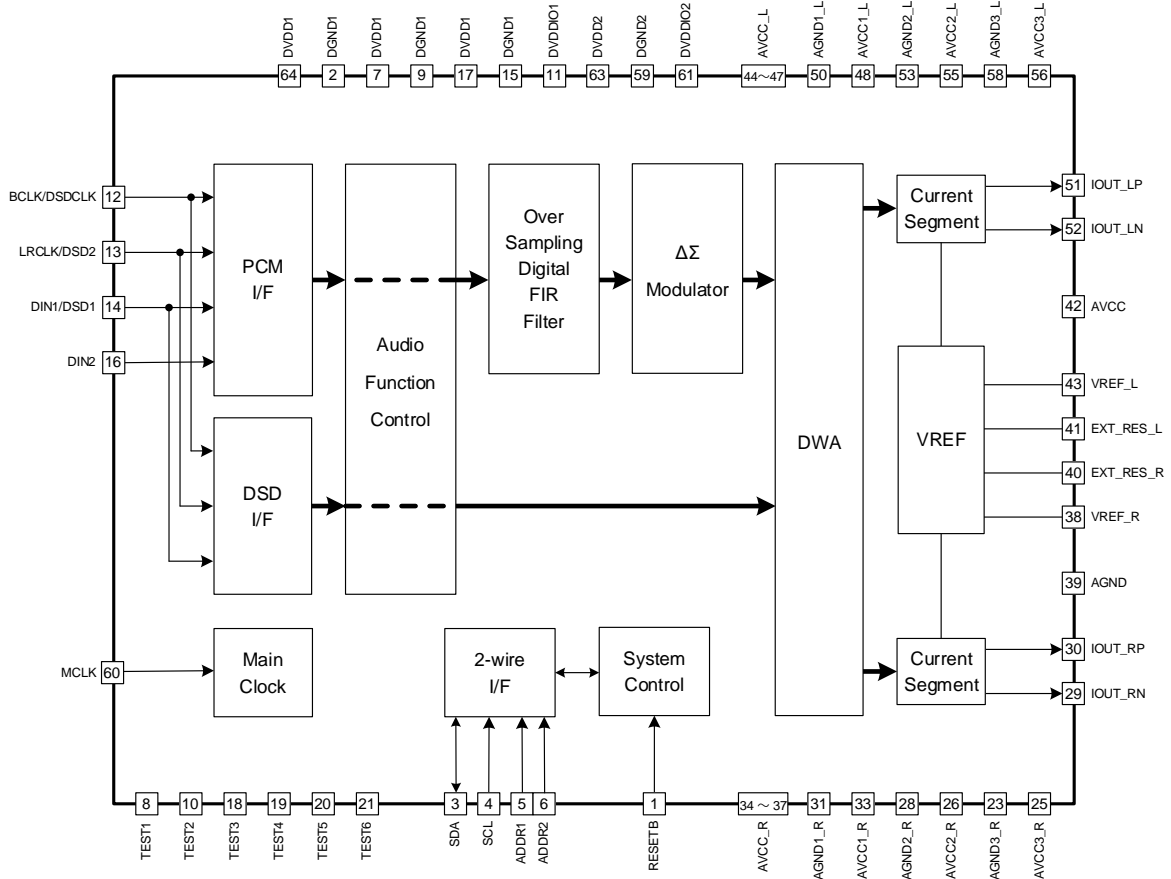 DVDD1
DGND1
DVDD1
DGND1
DVDD1
DGND1
DVDDIO1
DVDD2
DGND2
DVDDIO2
AVCC_L
AGND1_L
AVCC1_L
AGND2_L
AVCC2_L
AGND3_L
AVCC3_L
64
2
7
9
17
15
11
63
59
61
44～47
50
48
53
55
58
56
BCLK/DSDCLK
12
LRCLK/DSD2
13
DIN1/DSD1
14
DIN2
16
PCM
I/F
DSD
I/F
Audio
Function
Control
Over
Sampling
Digital
FIR
Filter
ΔΣ
Modulator
DWA
Current
Segment
51
IOUT_LP
52
IOUT_LN
42
AVCC
VREF
43
VREF_L
41
EXT_RES_L
40
EXT_RES_R
38
VREF_R
39
AGND
Current
Segment
30
IOUT_RP
29
IOUT_RN
MCLK
60
Main
Clock
2-wire
I/F
System
Control
8
10
18
19
20
21
3
4
5
6
1
34～37
31
33
28
26
23
25
TEST1
TEST2
TEST3
TEST4
TEST5
TEST6
SDA
SCL
ADDR1
ADDR2
RESETB
AVCC_R
AGND1_R
AVCC1_R
AGND2_R
AVCC2_R
AGND3_R
AVCC3_R